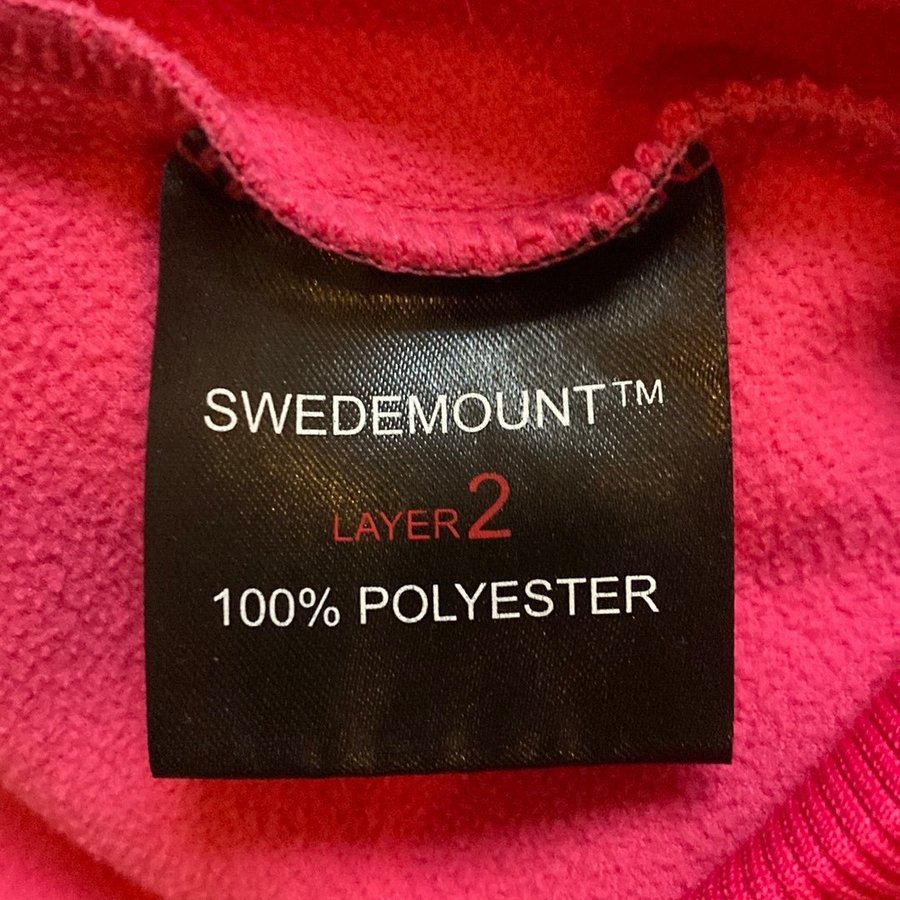 SWEDEMOUNT™
LAYER 2
100% POLYESTER